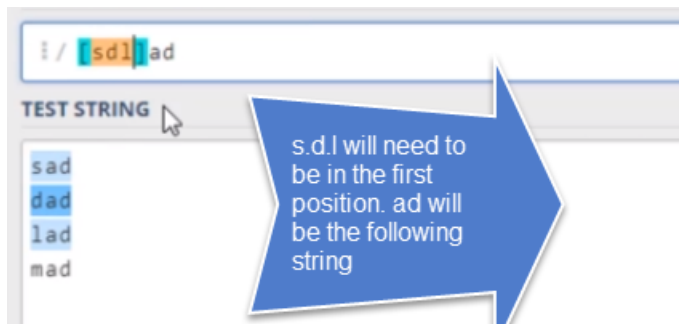 ⁝/ [sdl]ad
TEST STRING
sad
dad
lad
mad
s.d.l will need to
be in the first
position. ad will
be the following
string